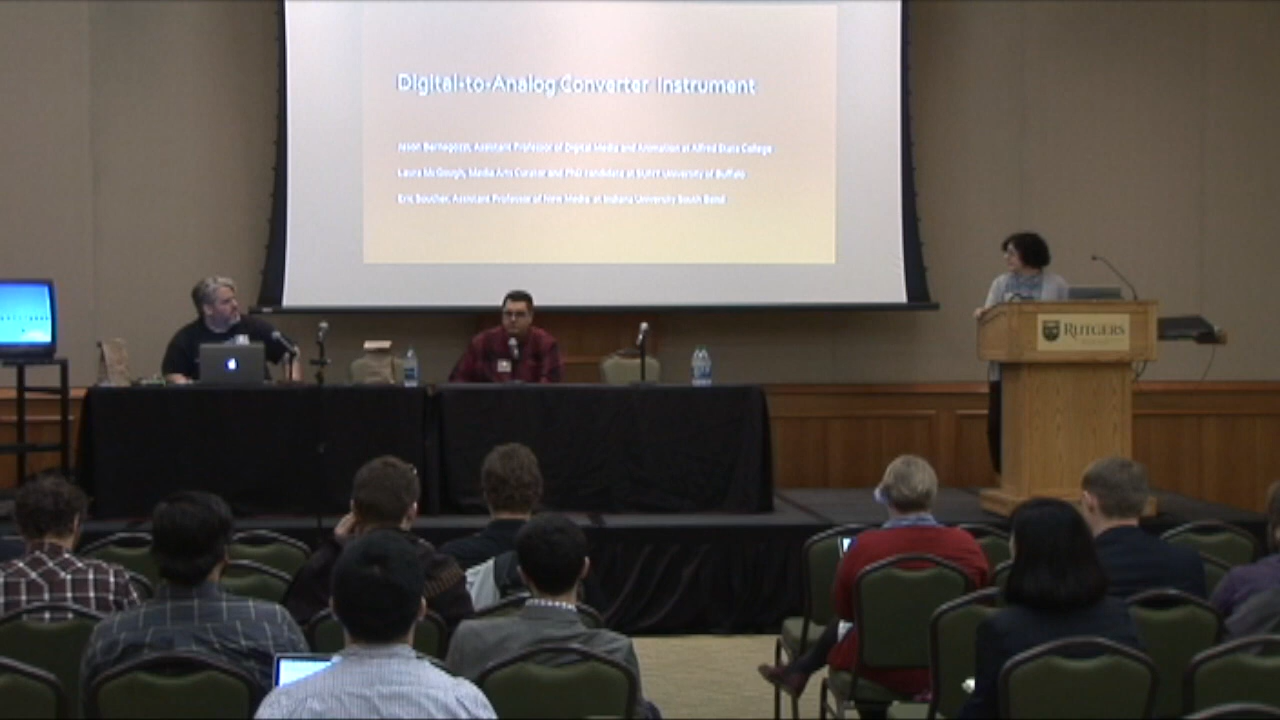 Digital-to-Analog Converter Instrument
Jason Bernagozzi, Assistant Professor of Digital Media and Animation at Alfred State College
Laura McGough, Media Arts Curator and PhD candidate at SUNY University of Buffalo
Eric Souther, Assistant Professor of New Media at Indiana University South Bend
RUTGERS